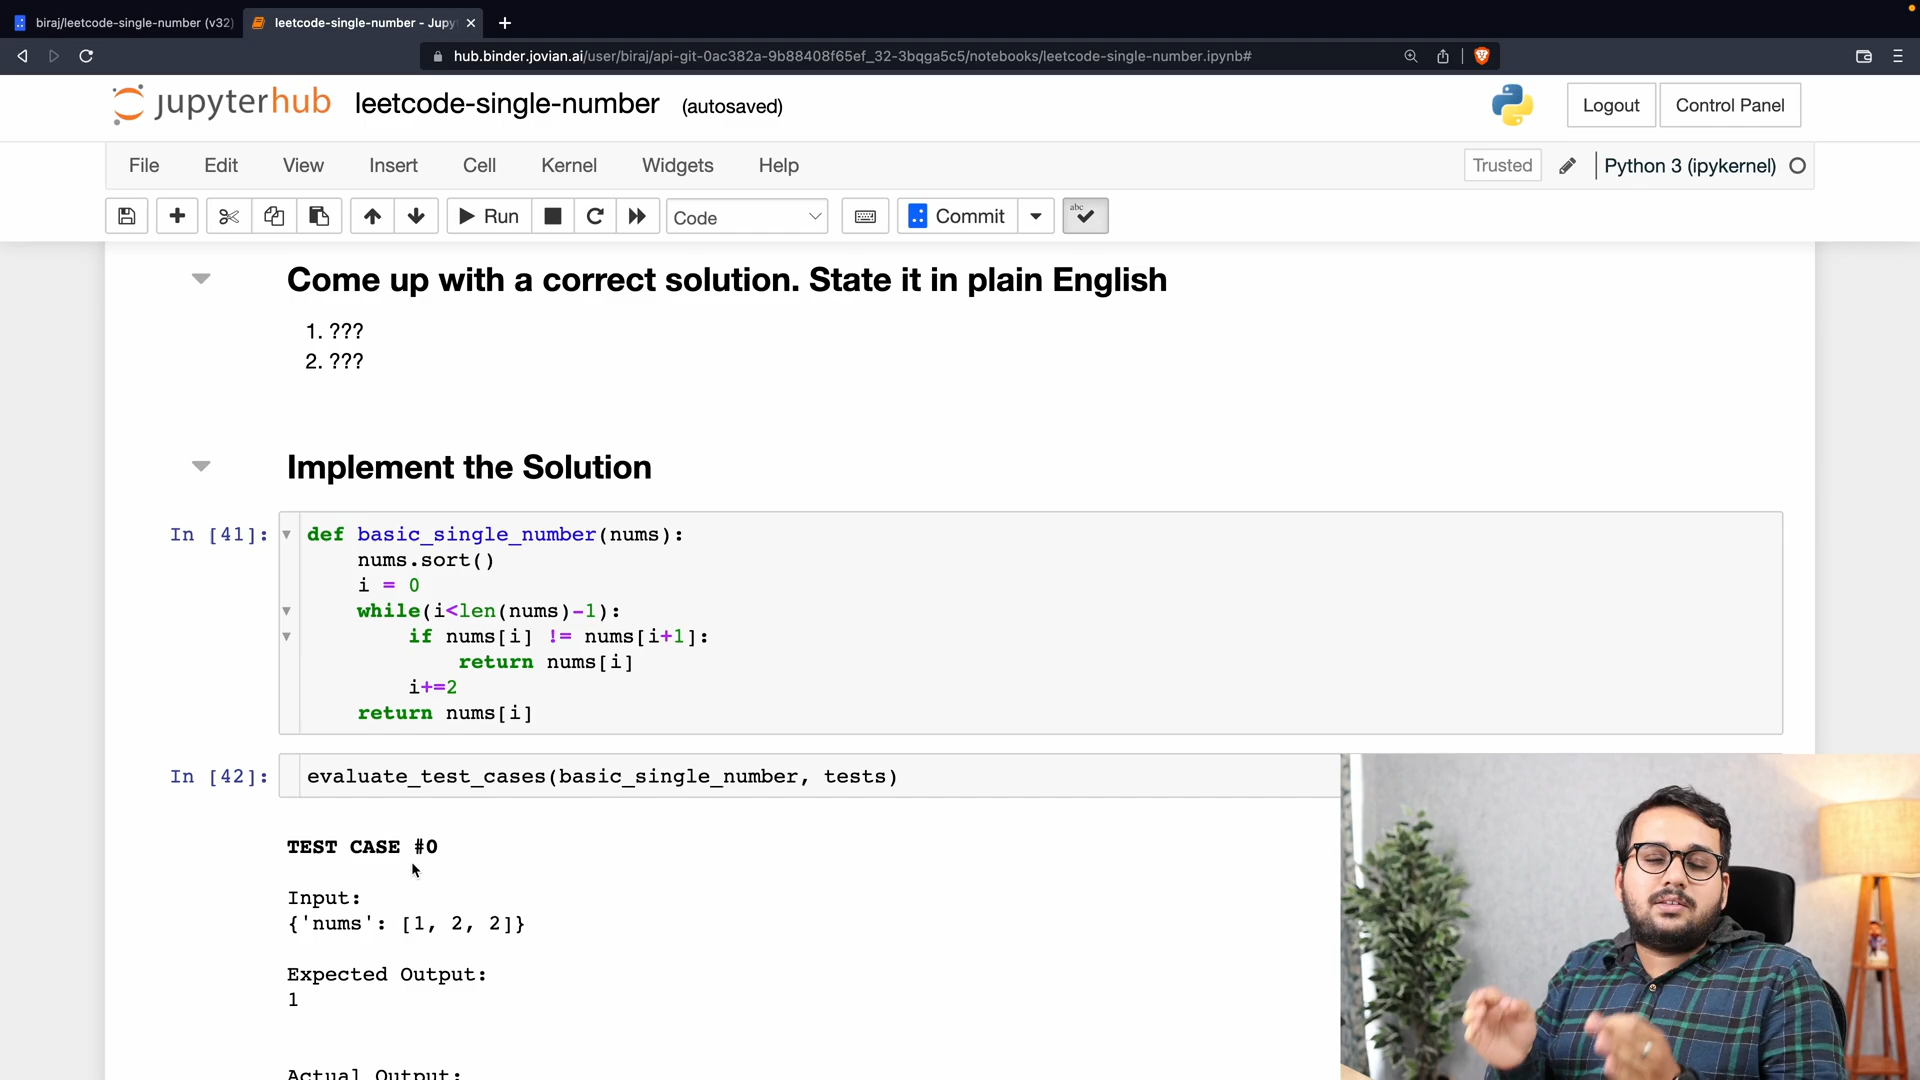 biraj/leetcode-single-number (v32)
leetcode-single-number - Jupy
hub.binder.jovian.ai/user/biraj/api-git-0ac382a-9b88408f65ef_32-3bqga5c5/notebooks/leetcode-single-number.ipynb#
jupyterhub leetcode-single-number (autosaved)
Logout Control Panel
File Edit View Insert Cell Kernel Widgets Help
Trusted Python 3 (ipykernel)
Run Code Commit abc
Come up with a correct solution. State it in plain English
1. ???
2. ???
Implement the Solution
In [41]: def basic_single_number(nums):
nums.sort()
i = 0
while(i<len(nums)-1):
if nums[i] != nums[i+1]:
return nums[i]
i+=2
return nums[i]
In [42]: evaluate_test_cases(basic_single_number, tests)
TEST CASE #0
Input:
{'nums': [1, 2, 2]}
Expected Output:
1
Actual Output: